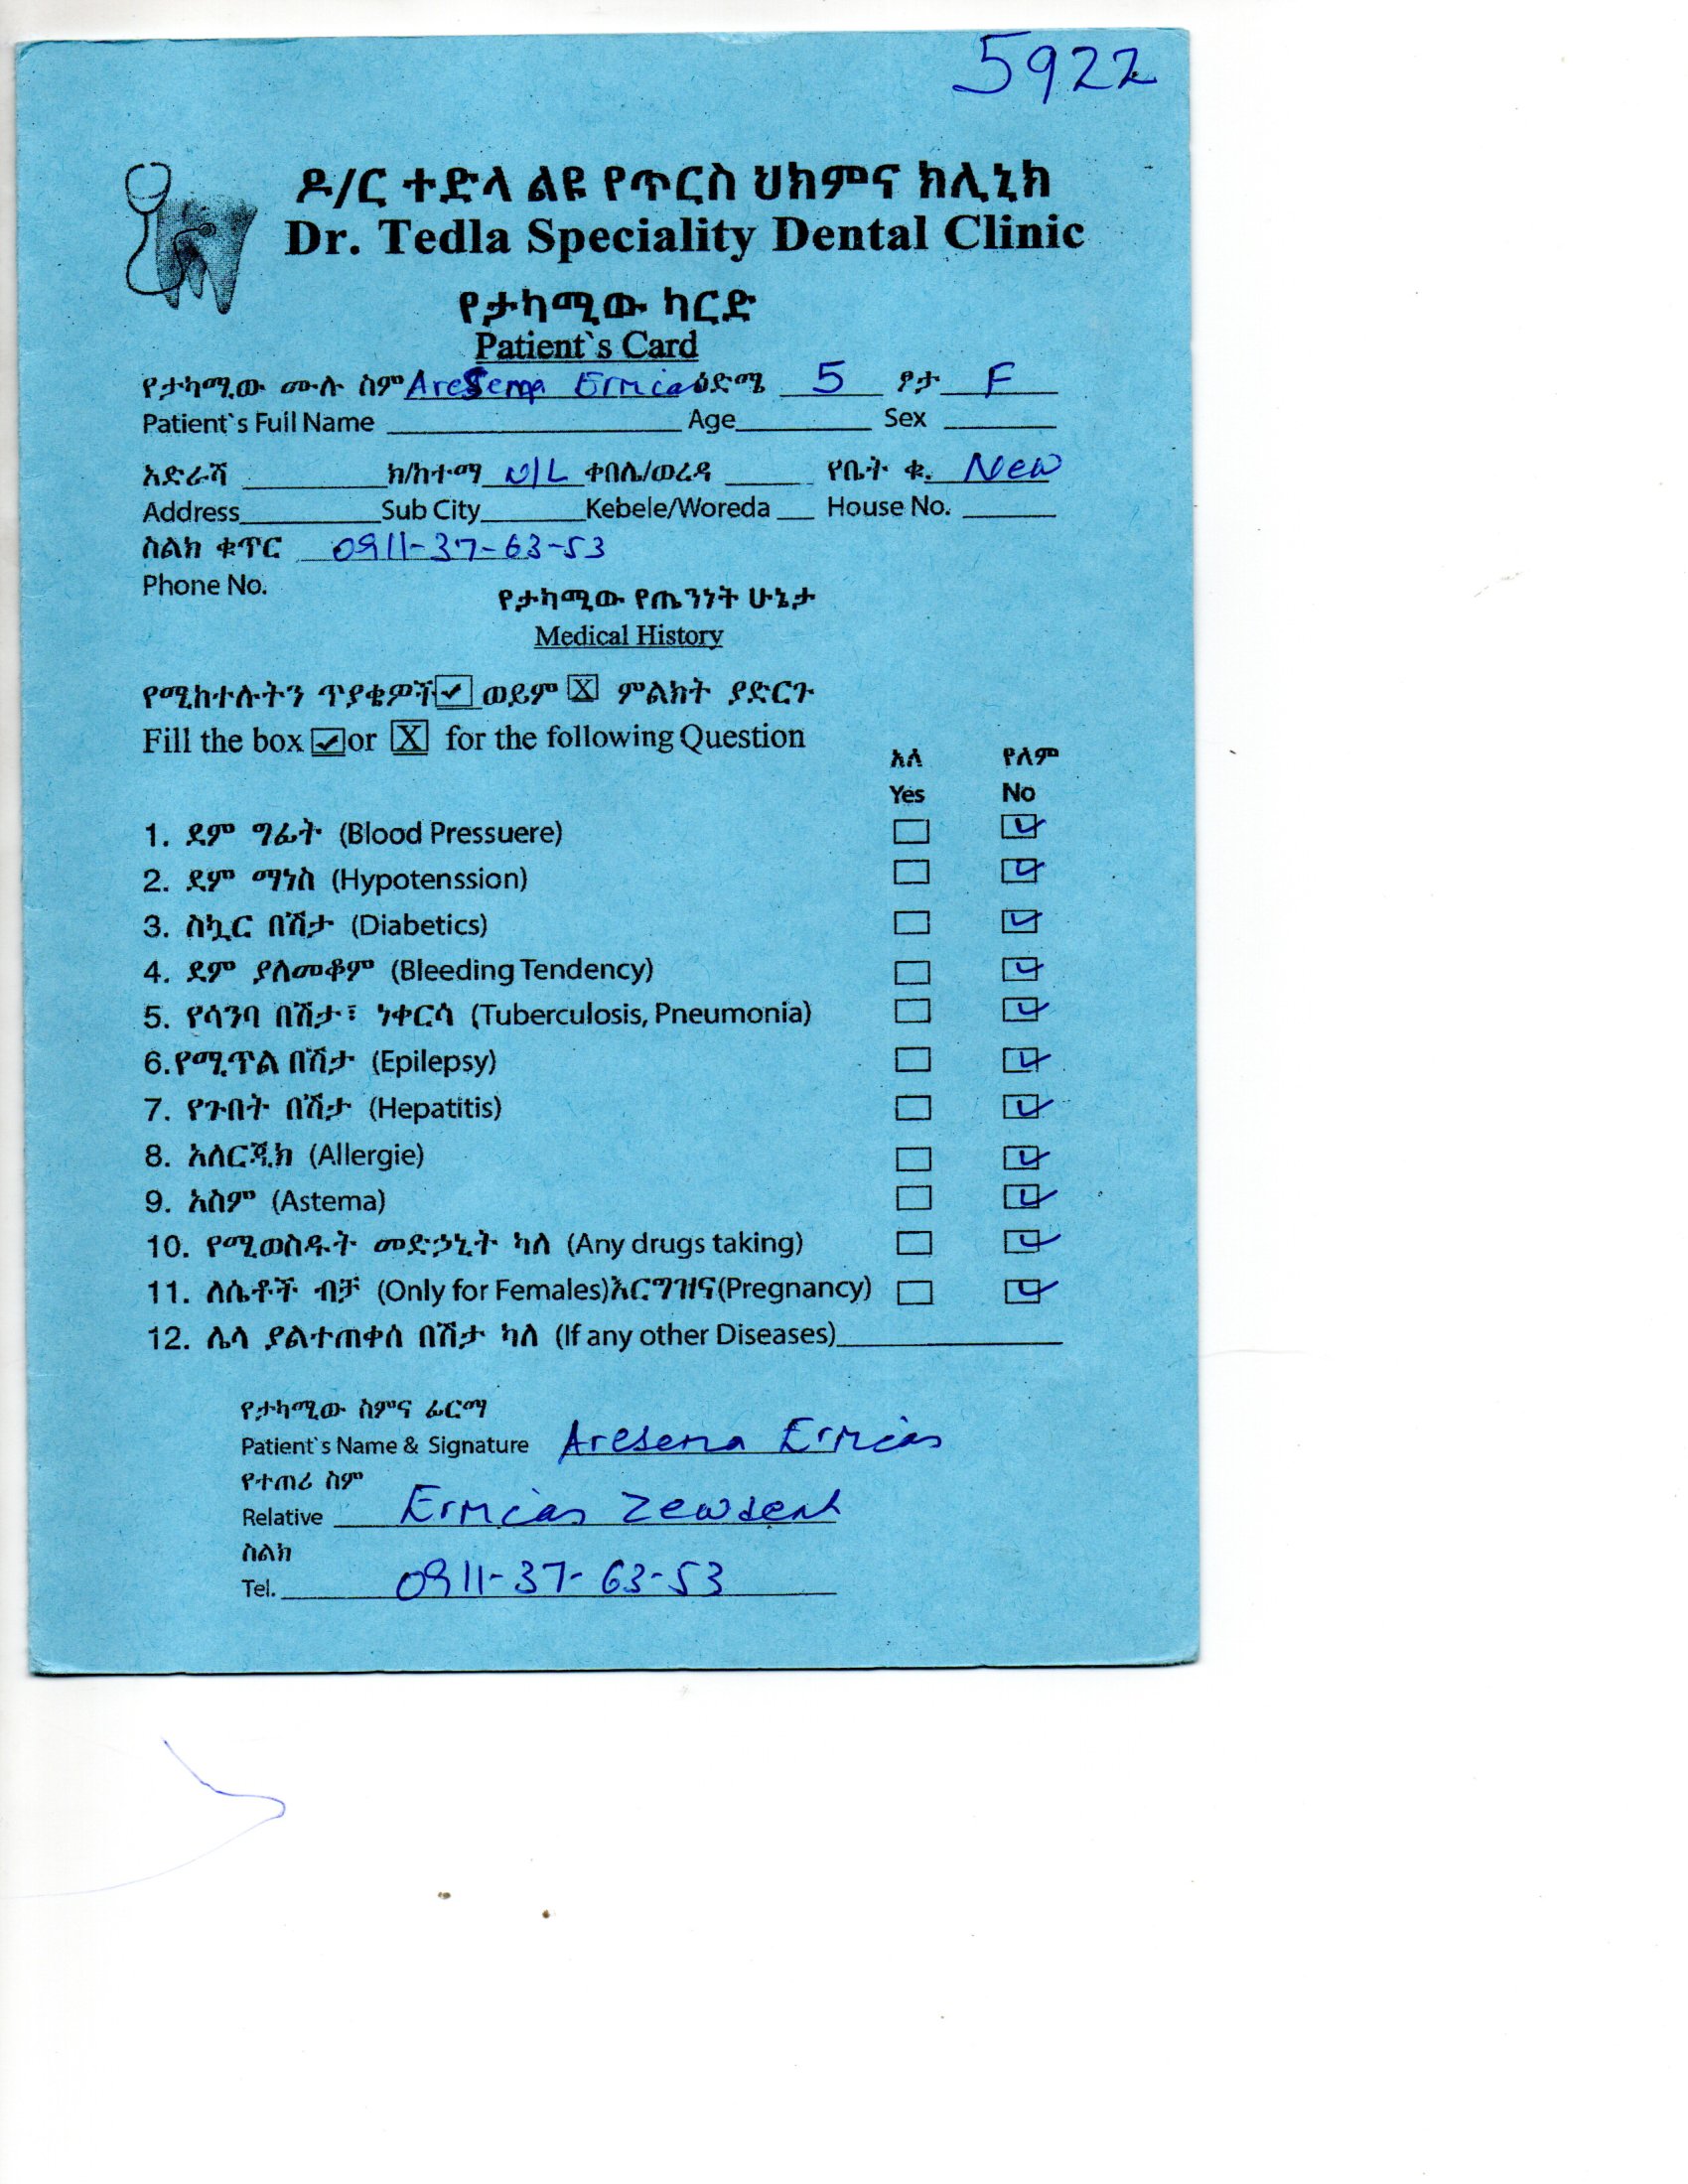 5922
ዶ/ር ተድላ ልዩ የጥርስ ህክምና ክሊኒክ
Dr. Tedla Speciality Dental Clinic
የታካሚው ካርድ
Patient`s Card
የታካሚው ሙሉ ስም Aresema Ermias ዕድሜ 5 ፆታ F
Patient`s Full Name Age Sex
አድራሻ ክ/ከተማ N/L ቀበሌ/ወረዳ የቤት ቁ. New
Address Sub City Kebele/Woreda House No.
ስልክ ቁጥር 0911-37-63-53
Phone No.
የታካሚው የጤንነት ሁኔታ
Medical History
የሚከተሉትን ጥያቄዎች ወይም X ምልክት ያድርጉ
Fill the box or X for the following Question
አለ የለም
Yes No
1. ደም ግፊት (Blood Pressuere)
2. ደም ማነስ (Hypotenssion)
3. ስኳር በሽታ (Diabetics)
4. ደም ያለመቆም (Bleeding Tendency)
5. የሳንባ በሽታ፣ ነቀርሳ (Tuberculosis, Pneumonia)
6. የሚጥል በሽታ (Epilepsy)
7. የጉበት በሽታ (Hepatitis)
8. አለርጂክ (Allergie)
9. አስም (Astema)
10. የሚወስዱት መድኃኒት ካለ (Any drugs taking)
11. ለሴቶች ብቻ (Only for Females) እርግዝና (Pregnancy)
12. ሌላ ያልተጠቀሰ በሽታ ካለ (If any other Diseases)
የታካሚው ስምና ፊርማ
Patient`s Name & Signature Aresema Ermias
የተጠሪ ስም
Relative Ermias
ስልክ
Tel. 0911-37-63-53